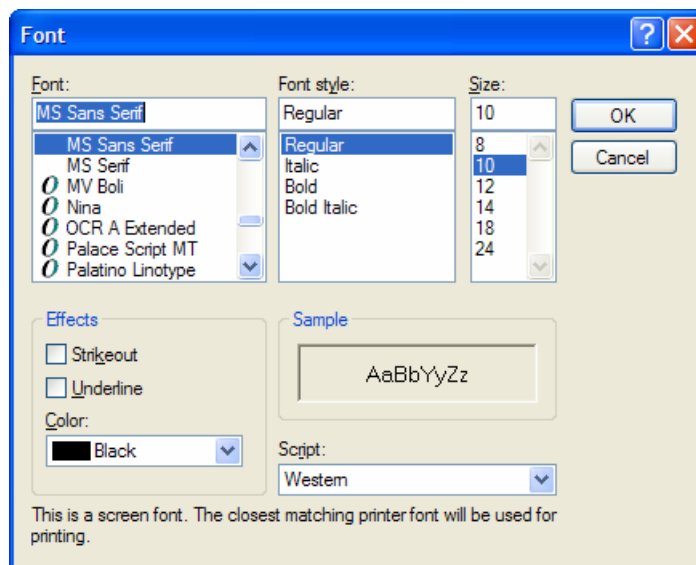 Font
? X
Font:
MS Sans Serif
MS Sans Serif
MS Serif
O MV Boli
O Nina
O OCR A Extended
O Palace Script MT
O Palatino Linotype
Font style:
Regular
Regular
Italic
Bold
Bold Italic
Size:
10
8
10
12
14
18
24
OK
Cancel
Effects
Strikeout
Underline
Color:
Black
Sample
AaBbYyZz
Script:
Western
This is a screen font. The closest matching printer font will be used for
printing.